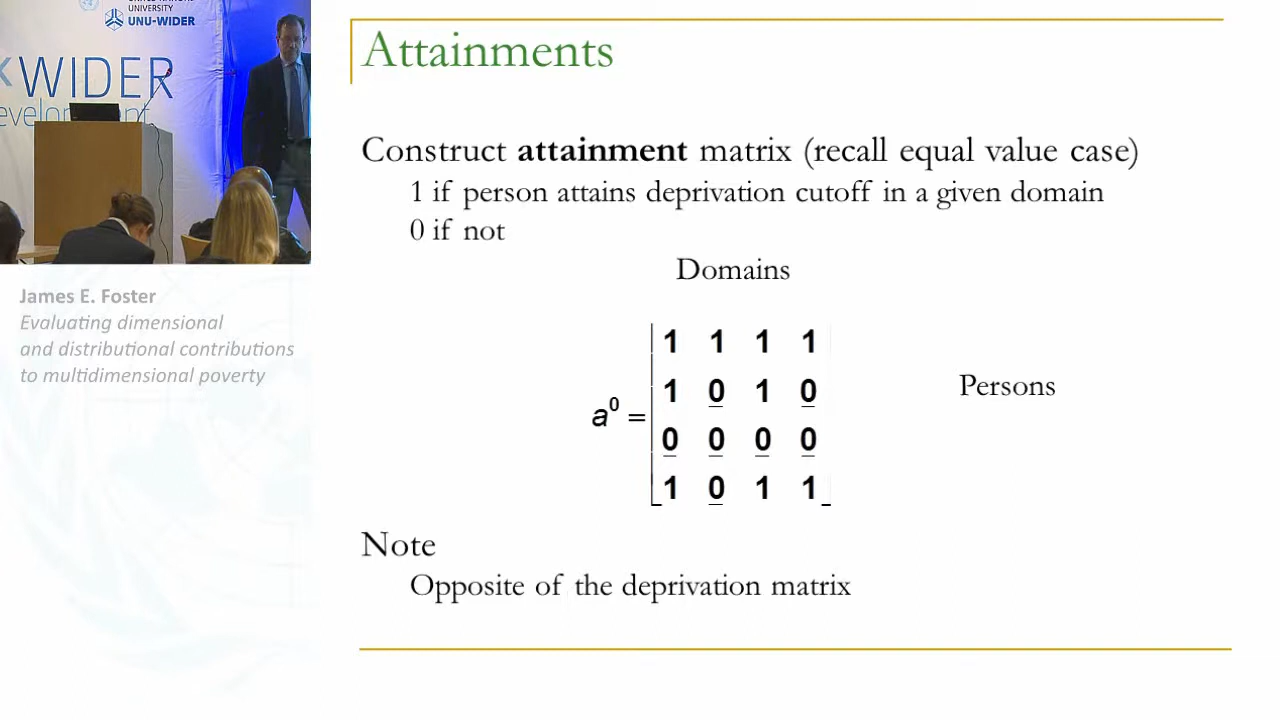 UNIVERSITY
UNU-WIDER
WIDER
Attainments
Construct attainment matrix (recall equal value case)
1 if person attains deprivation cutoff in a given domain
0 if not
Domains
James E. Foster
Evaluating dimensional
and distributional contributions
to multidimensional poverty
1 1 1 1
1 0 1 0
Persons
a⁰ =
0 0 0 0
1 0 1 1
Note
Opposite of the deprivation matrix